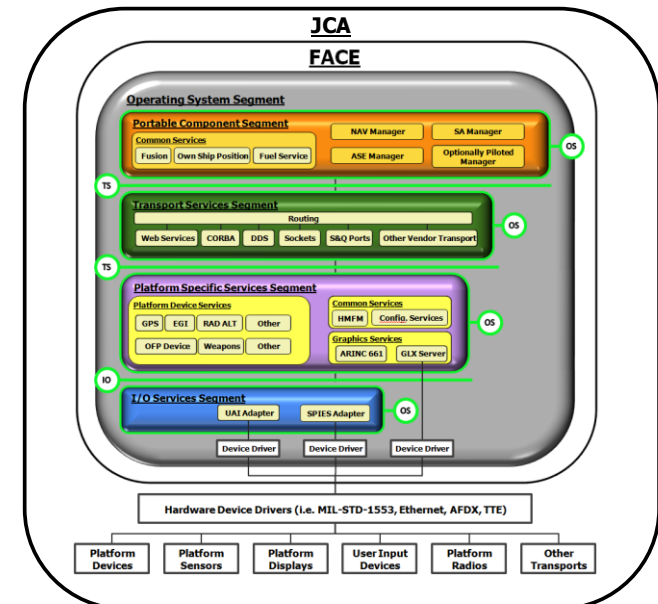 JCA
FACE
Operating System Segment
Portable Component Segment
Common Services
Fusion
Own Ship Position
Fuel Service
NAV Manager
SA Manager
ASE Manager
Optionally Piloted
Manager
OS
TS
Transport Services Segment
Routing
Web Services
CORBA
DDS
Sockets
S&Q Ports
Other Vendor Transport
OS
TS
Platform Specific Services Segment
Platform Device Services
GPS
EGI
RAD ALT
Other
OFP Device
Weapons
Other
Common Services
HMFM
Config. Services
Graphics Services
ARINC 661
GLX Server
OS
IO
I/O Services Segment
UAI Adapter
SPIES Adapter
OS
Device Driver
Device Driver
Device Driver
Hardware Device Drivers (i.e. MIL-STD-1553, Ethernet, AFDX, TTE)
Platform
Devices
Platform
Sensors
Platform
Displays
User Input
Devices
Platform
Radios
Other
Transports